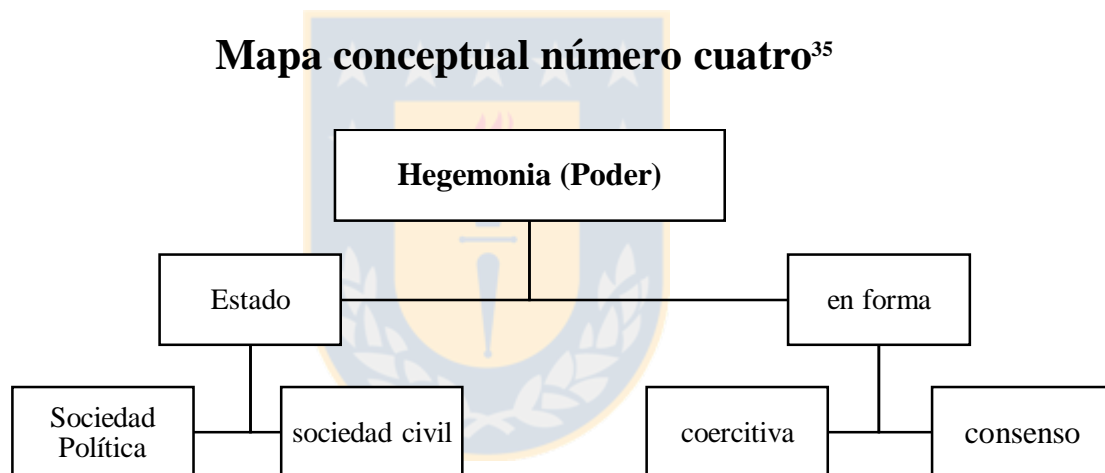 Mapa conceptual número cuatro³⁵
Hegemonia (Poder)
Estado
en forma
Sociedad
Política
sociedad civil
coercitiva
consenso